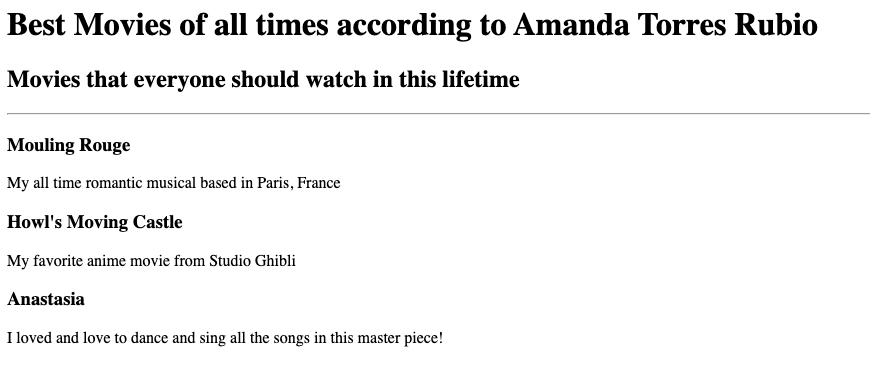 Best Movies of all times according to Amanda Torres Rubio
Movies that everyone should watch in this lifetime
Mouling Rouge
My all time romantic musical based in Paris, France
Howl's Moving Castle
My favorite anime movie from Studio Ghibli
Anastasia
I loved and love to dance and sing all the songs in this master piece!